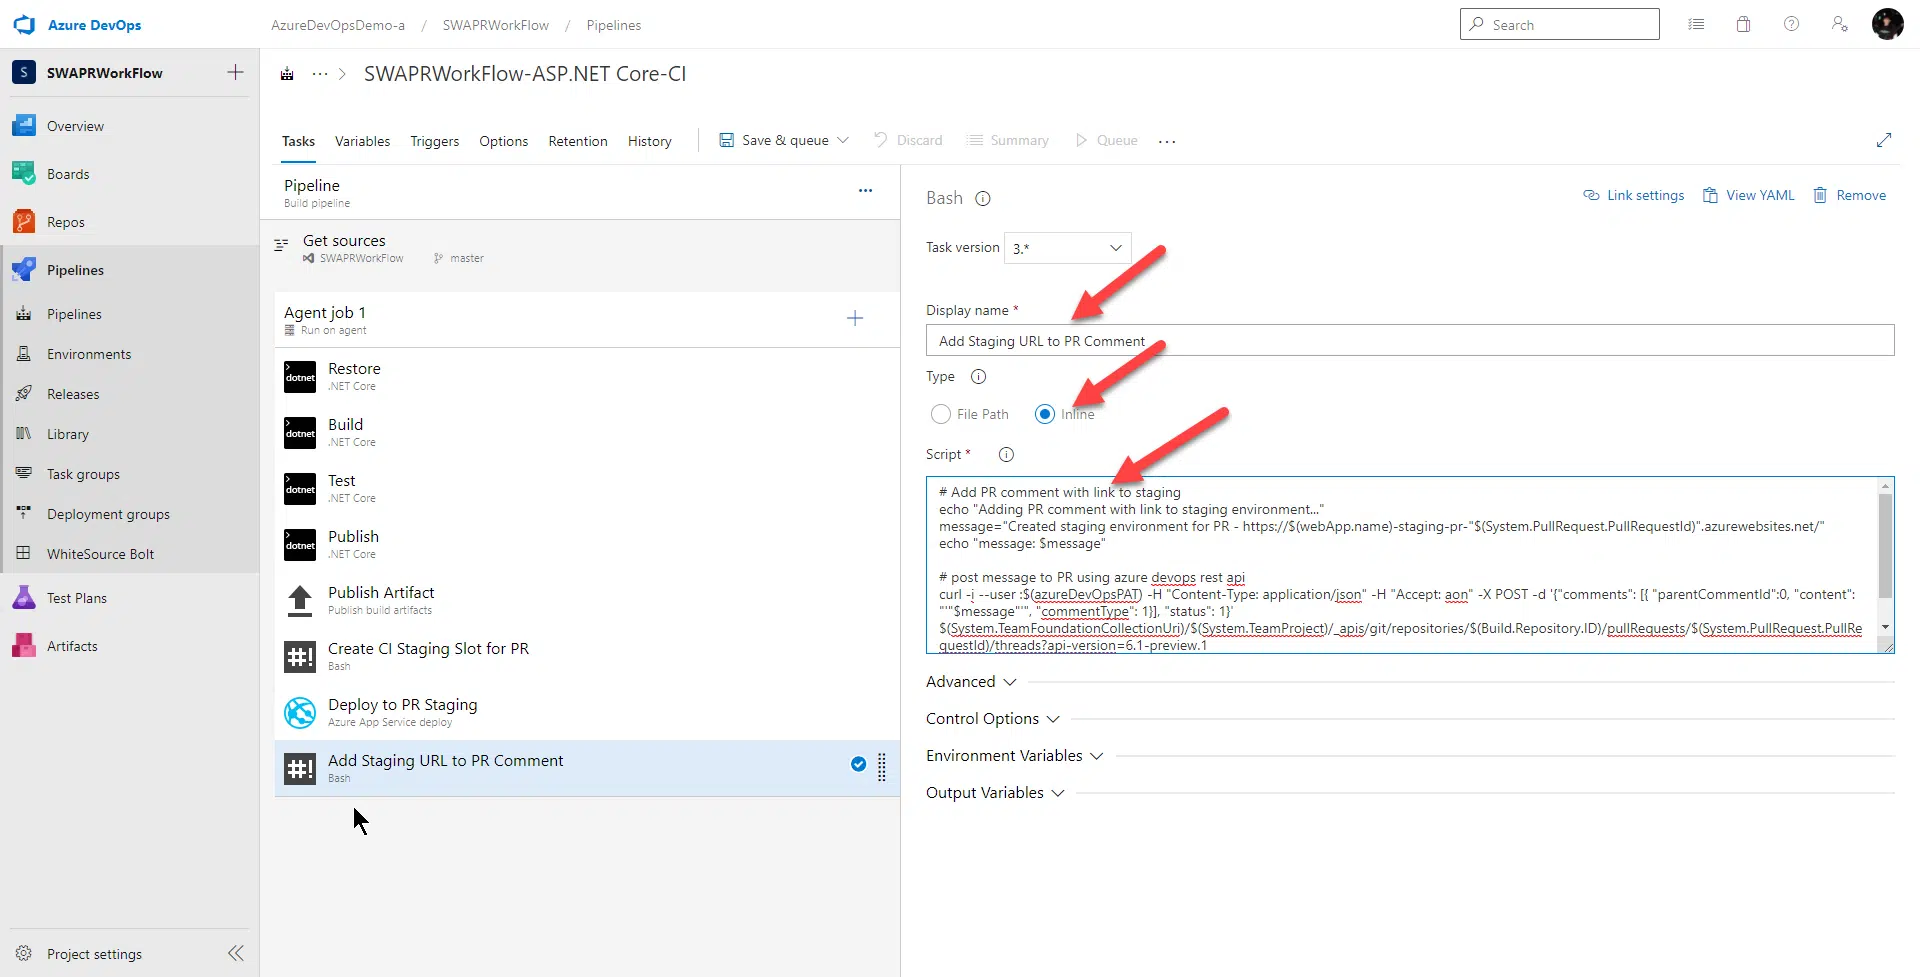 Azure DevOps
AzureDevOpsDemo-a / SWAPRWorkFlow / Pipelines
Search
S SWAPRWorkFlow
Overview
Boards
Repos
Pipelines
Pipelines
Environments
Releases
Library
Task groups
Deployment groups
WhiteSource Bolt
Test Plans
Artifacts
Project settings
... > SWAPRWorkFlow-ASP.NET Core-CI
Tasks Variables Triggers Options Retention History Save & queue Discard Summary Queue ...
Pipeline
Build pipeline
Get sources
SWAPRWorkFlow master
Agent job 1
Run on agent
dotnet
Restore
.NET Core
dotnet
Build
.NET Core
dotnet
Test
.NET Core
dotnet
Publish
.NET Core
Publish Artifact
Publish build artifacts
#!
Create CI Staging Slot for PR
Bash
Deploy to PR Staging
Azure App Service deploy
#!
Add Staging URL to PR Comment
Bash
Bash
Link settings View YAML Remove
Task version 3.*
Display name *
Add Staging URL to PR Comment
Type
File Path Inline
Script *
# Add PR comment with link to staging
echo "Adding PR comment with link to staging environment..."
message="Created staging environment for PR - https://$(webApp.name)-staging-pr-"$(System.PullRequest.PullRequestId)".azurewebsites.net/"
echo "message: $message"
# post message to PR using azure devops rest api
curl -i --user :$(azureDevOpsPAT) -H "Content-Type: application/json" -H "Accept: aon" -X POST -d '{"comments": [{ "parentCommentId":0, "content":
"'"$message"'", "commentType": 1}], "status": 1}'
$(System.TeamFoundationCollectionUri)/$(System.TeamProject)/_apis/git/repositories/$(Build.Repository.ID)/pullRequests/$(System.PullRequest.PullRe
questId)/threads?api-version=6.1-preview.1
Advanced
Control Options
Environment Variables
Output Variables